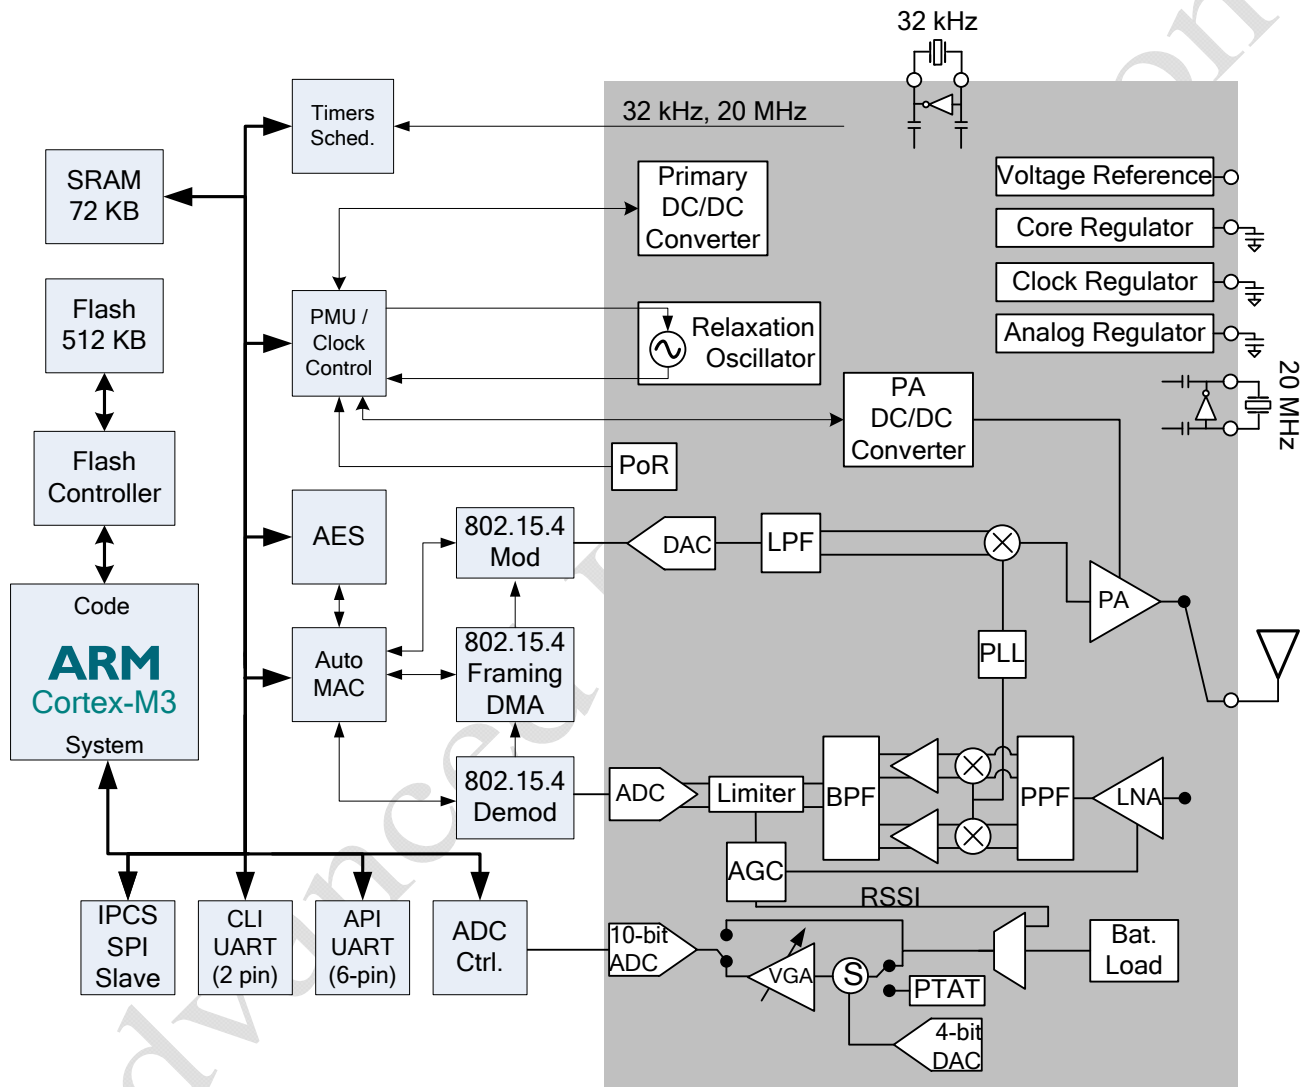 32 kHz
Timers
Sched.
32 kHz, 20 MHz
SRAM
72 KB
Primary
DC/DC
Converter
Voltage Reference
Core Regulator
Clock Regulator
Analog Regulator
Flash
512 KB
PMU /
Clock
Control
Relaxation
Oscillator
20 MHz
PA
DC/DC
Converter
Flash
Controller
PoR
AES
802.15.4
Mod
DAC
LPF
PA
Code
ARM
Cortex-M3
System
Auto
MAC
802.15.4
Framing
DMA
PLL
802.15.4
Demod
ADC
Limiter
BPF
PPF
LNA
AGC
RSSI
IPCS
SPI
Slave
CLI
UART
(2 pin)
API
UART
(6-pin)
ADC
Ctrl.
10-bit
ADC
VGA
S
PTAT
Bat.
Load
4-bit
DAC